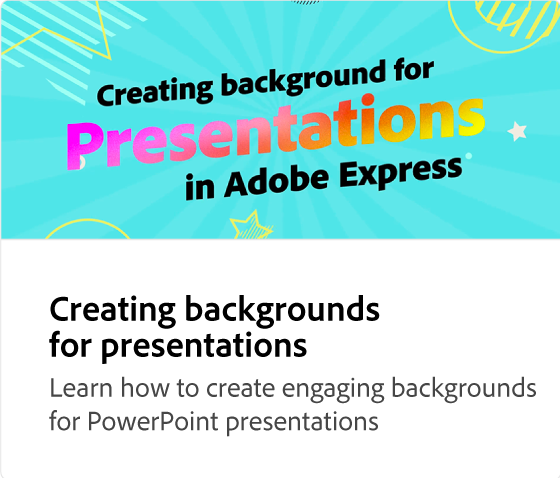 Creating background for
Presentations
in Adobe Express
Creating backgrounds
for presentations
Learn how to create engaging backgrounds
for PowerPoint presentations